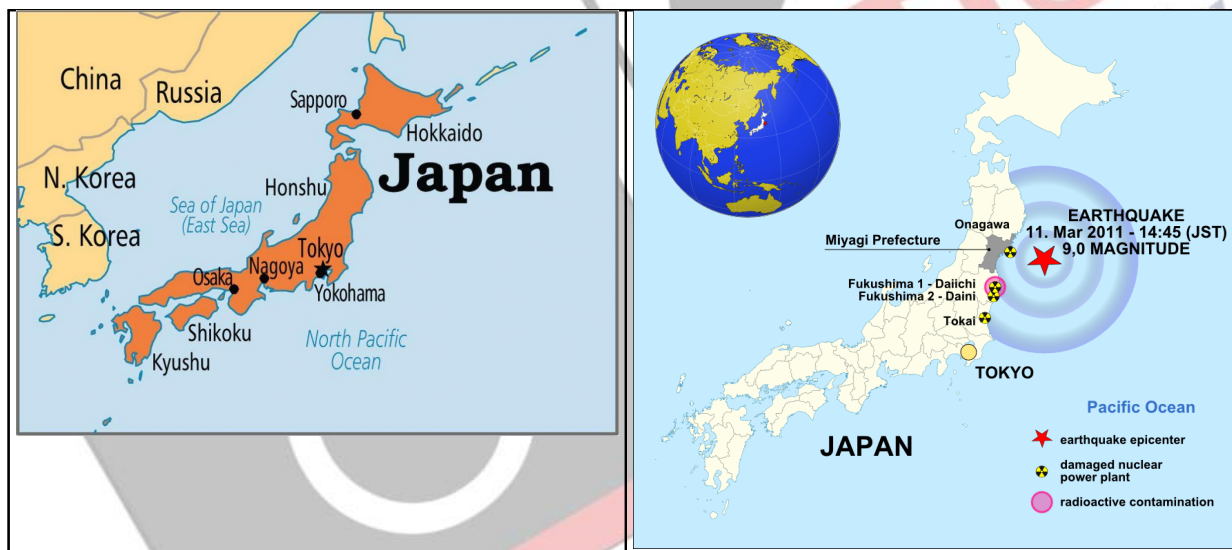 China
Russia
Sapporo
Hokkaido
Japan
N. Korea
Honshu
Sea of Japan
(East Sea)
S. Korea
Tokyo
Nagoya
Osaka
Yokohama
Shikoku
North Pacific
Ocean
Kyushu
EARTHQUAKE
11. Mar 2011 - 14:45 (JST)
9,0 MAGNITUDE
Onagawa
Miyagi Prefecture
Fukushima 1 - Daiichi
Fukushima 2 - Daini
Tokai
TOKYO
Pacific Ocean
JAPAN
earthquake epicenter
damaged nuclear
power plant
radioactive contamination